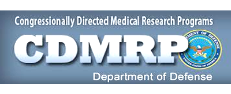 Congressionally Directed Medical Research Programs
CDMRP
Department of Defense